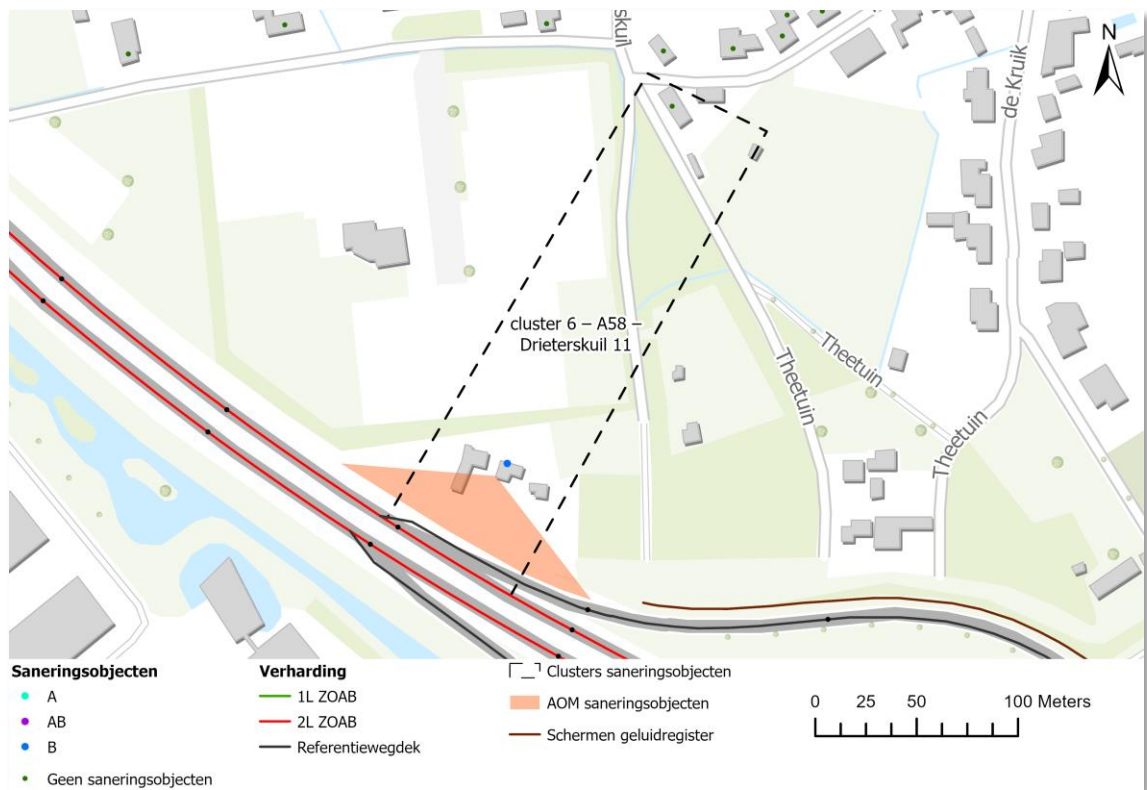 skuil
de Kruik
N
cluster 6 – A58 –
Drieterskuil 11
Theetuin
Theetuin
Theetuin
Saneringsobjecten
A
AB
B
Geen saneringsobjecten
Verharding
1L ZOAB
2L ZOAB
Referentiewegdek
Clusters saneringsobjecten
AOM saneringsobjecten
Schermen geluidregister
0 25 50 100 Meters